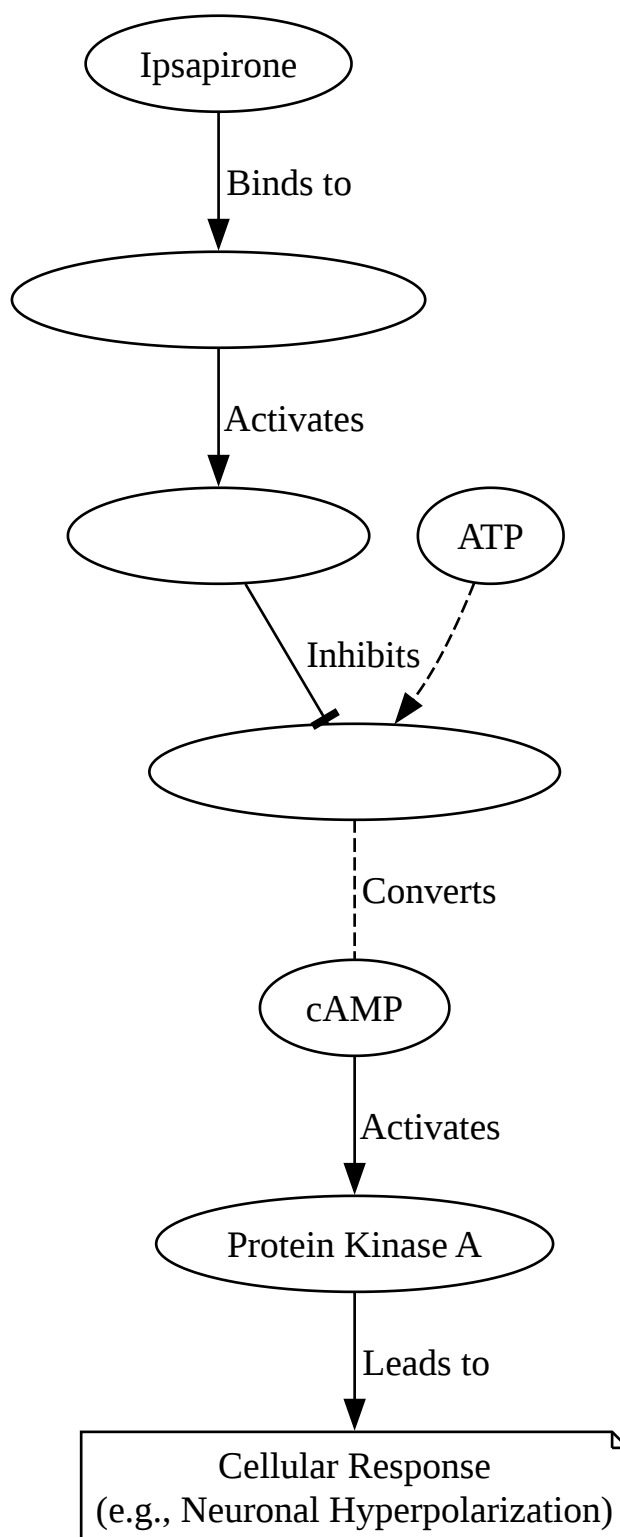 Ipsapirone
Binds to
Activates
ATP
Inhibits
Converts
cAMP
Activates
Protein Kinase A
Leads to
Cellular Response
(e.g., Neuronal Hyperpolarization)